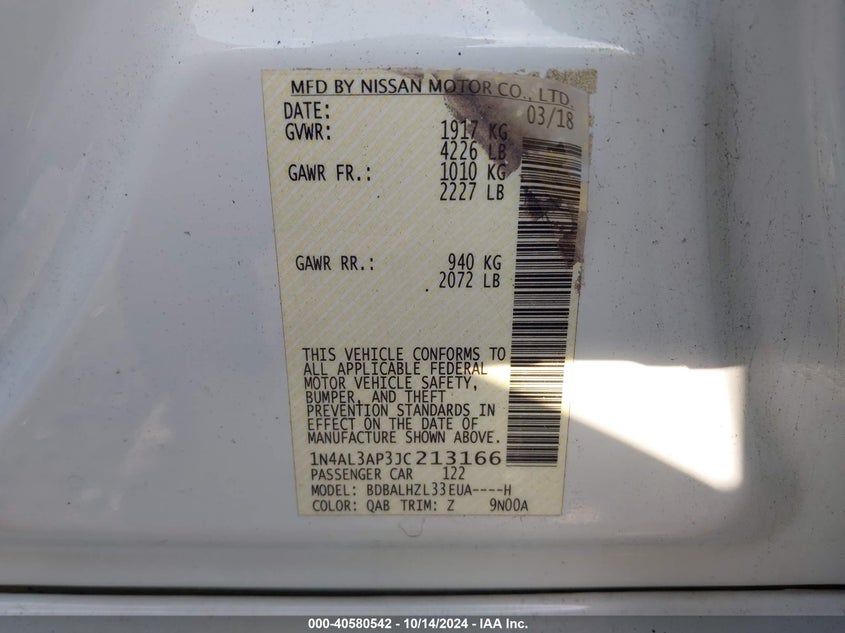 MFD BY NISSAN MOTOR CO., LTD.
DATE: 03/18
GVWR: 1917 KG
4226 LB
GAWR FR.: 1010 KG
2227 LB
GAWR RR.: 940 KG
2072 LB
THIS VEHICLE CONFORMS TO
ALL APPLICABLE FEDERAL
MOTOR VEHICLE SAFETY,
BUMPER, AND THEFT
PREVENTION STANDARDS IN
EFFECT ON THE DATE OF
MANUFACTURE SHOWN ABOVE.
1N4AL3AP3JC213166
PASSENGER CAR 122
MODEL: BDBALHZL33EUA----H
COLOR: QAB TRIM: Z 9N00A
000-40580542 - 10/14/2024 - IAA Inc.